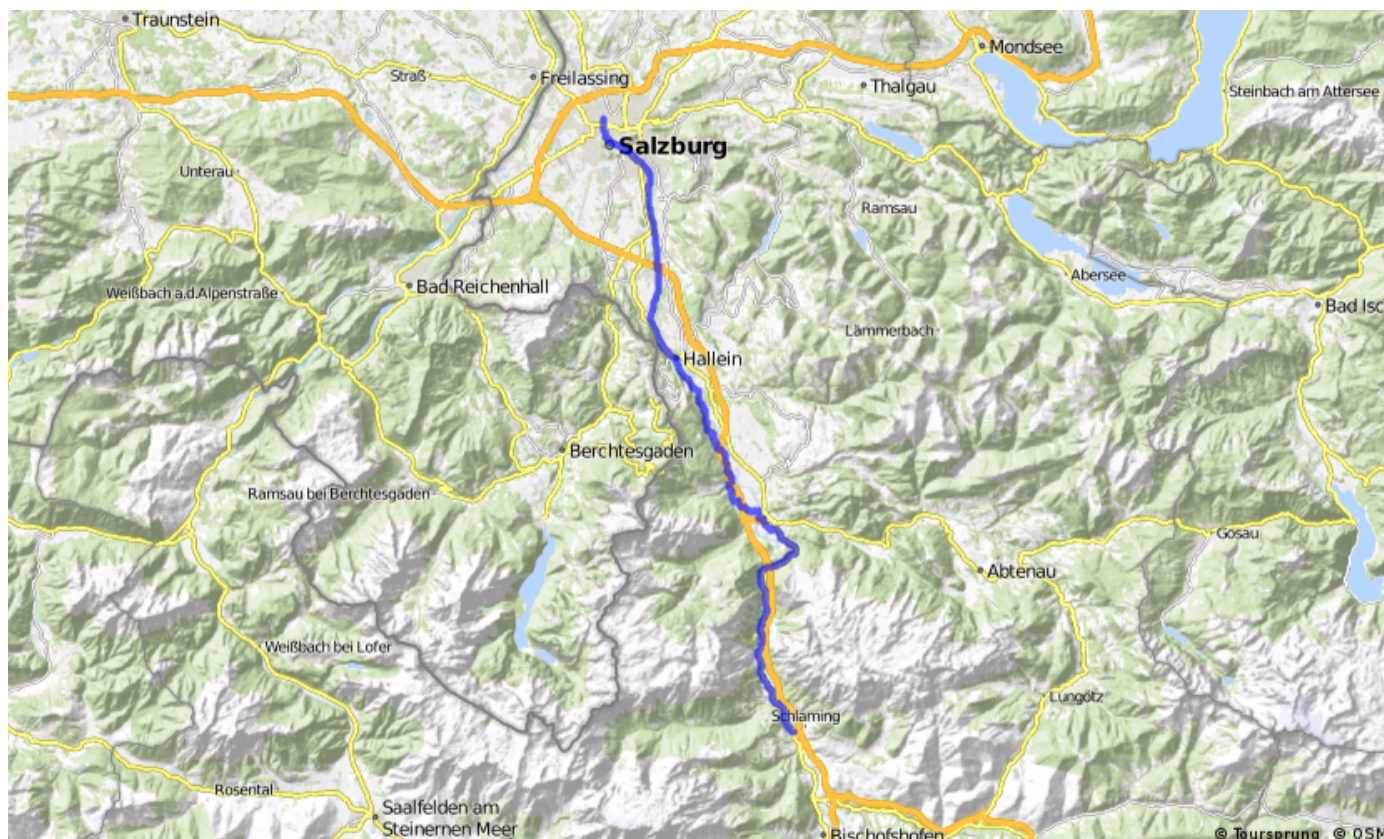 Traunstein
Mondsee
Straß
Freilassing
Thalgau
Steinbach am Attersee
Salzburg
Unterau
Ramsau
Abersee
Bad Reichenhall
Weißbach a.d.Alpenstraße
Bad Isc
Lämmerbach
Hallein
Berchtesgaden
Ramsau bei Berchtesgaden
Gosau
Abtenau
Weißbach bei Lofer
Lungötz
Schlaming
Rosental
Saalfelden am
Steinernen Meer
Bischofshofen
© Toursprung © OSM